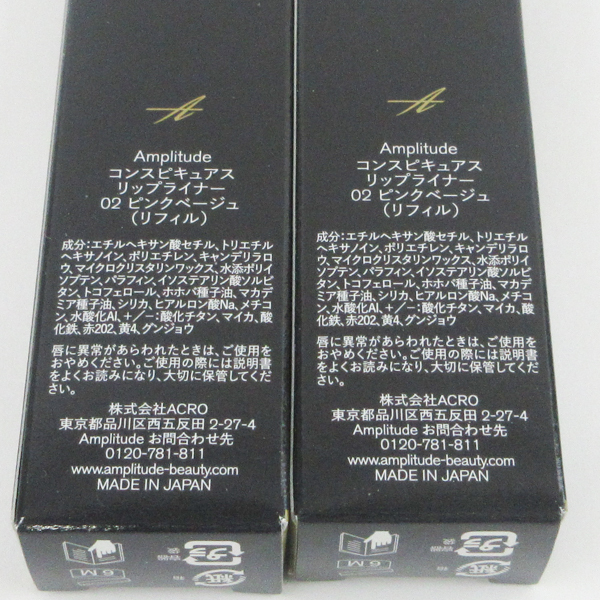 Amplitude
コンスピキュアス
リップライナー
02 ピンクベージュ
(リフィル)
成分:エチルヘキサン酸セチル、トリエチル
ヘキサノイン、ポリエチレン、キャンデリラロ
ウ、マイクロクリスタリンワックス、水添ポリイ
ソブテン、パラフィン、イソステアリン酸ソルビ
タン、トコフェロール、ホホバ種子油、マカデ
ミア種子油、シリカ、ヒアルロン酸Na、メチコ
ン、水酸化Al、+/−:酸化チタン、マイカ、酸
化鉄、赤202、黄4、グンジョウ
唇に異常があらわれたときは、ご使用を
おやめください。ご使用の際には説明書
をよくお読みになり、大切に保管してくだ
さい。
株式会社ACRO
東京都品川区西五反田 2-27-4
Amplitude お問合わせ先
0120-781-811
www.amplitude-beauty.com
MADE IN JAPAN
6M
紙
箱
Amplitude
コンスピキュアス
リップライナー
02 ピンクベージュ
(リフィル)
成分:エチルヘキサン酸セチル、トリエチル
ヘキサノイン、ポリエチレン、キャンデリラロ
ウ、マイクロクリスタリンワックス、水添ポリイ
ソブテン、パラフィン、イソステアリン酸ソルビ
タン、トコフェロール、ホホバ種子油、マカデ
ミア種子油、シリカ、ヒアルロン酸Na、メチコ
ン、水酸化Al、+/−:酸化チタン、マイカ、酸
化鉄、赤202、黄4、グンジョウ
唇に異常があらわれたときは、ご使用を
おやめください。ご使用の際には説明書
をよくお読みになり、大切に保管してくだ
さい。
株式会社ACRO
東京都品川区西五反田 2-27-4
Amplitude お問合わせ先
0120-781-811
www.amplitude-beauty.com
MADE IN JAPAN
プラ
容器
6M
紙
箱